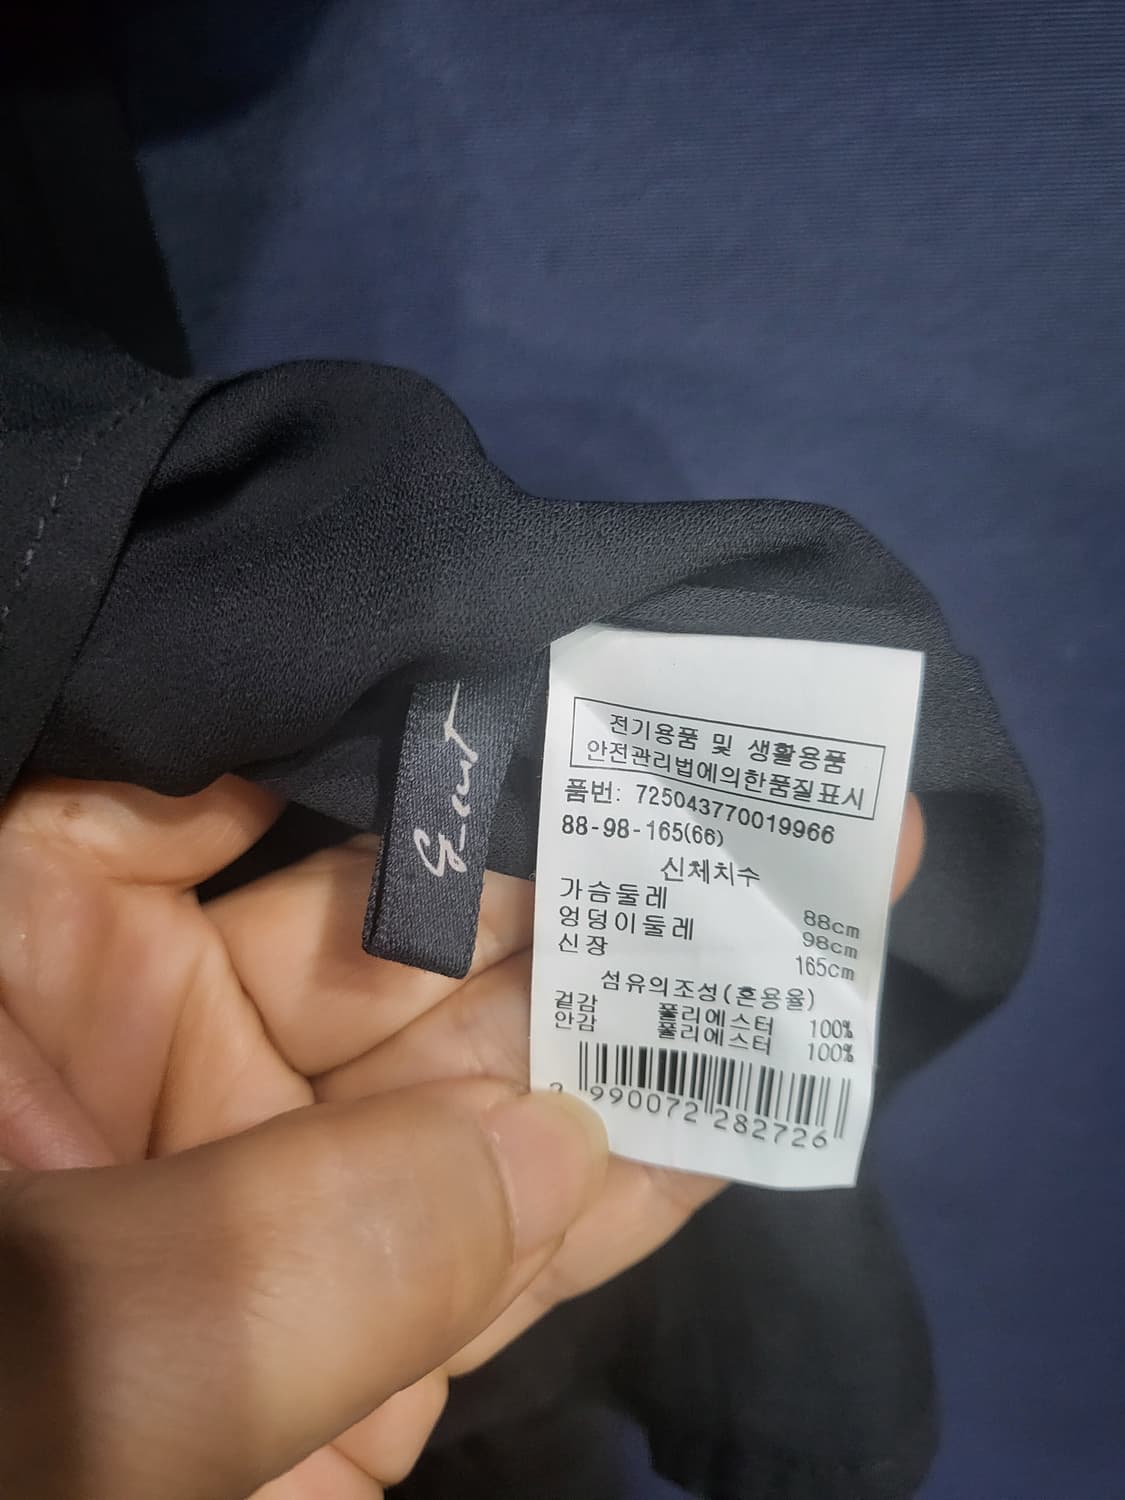 전기용품 및 생활용품
안전관리법에의한품질표시
품번: 725043770019966
88-98-165(66)
신체치수
가슴둘레 88cm
엉덩이둘레 98cm
신장 165cm
섬유의조성(혼용율)
겉감 폴리에스터 100%
안감 폴리에스터 100%
990072 282726